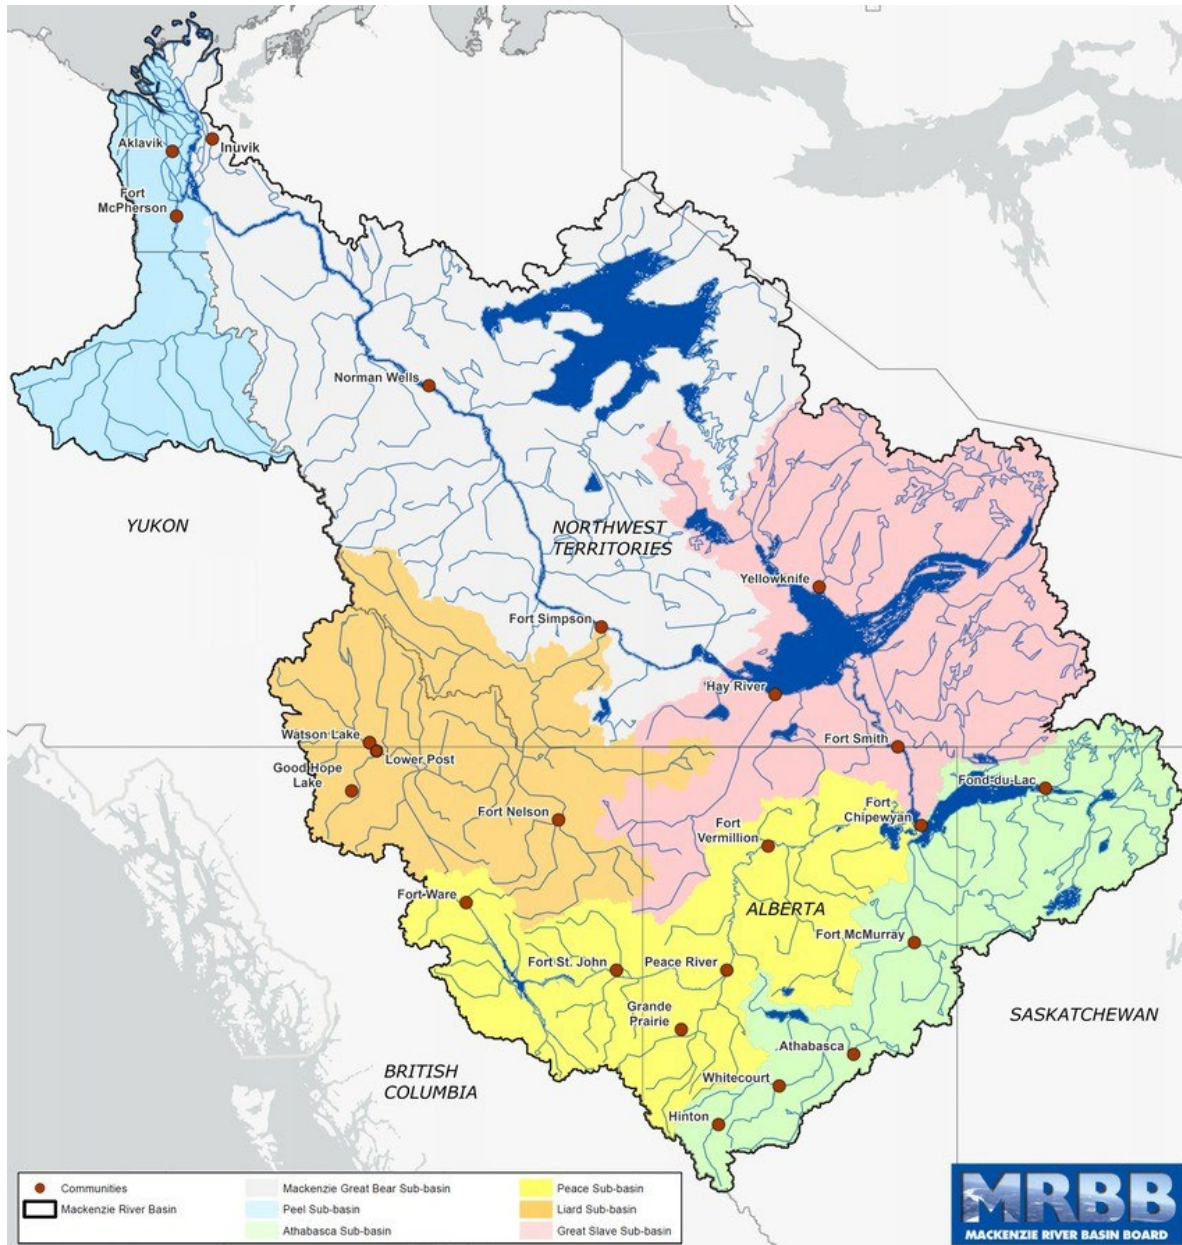 Aklavik
Inuvik
Fort
McPherson
Norman Wells
YUKON
NORTHWEST
TERRITORIES
Yellowknife
Fort Simpson
Hay River
Watson Lake
Lower Post
Fort Smith
Good Hope
Lake
Fond-du-Lac
Fort Nelson
Fort
Chipewyan
Fort
Vermillion
Fort Ware
ALBERTA
Fort McMurray
Fort St. John
Peace River
Grande
Prairie
SASKATCHEWAN
Athabasca
BRITISH
COLUMBIA
Whitecourt
Hinton
Communities
Mackenzie River Basin
Mackenzie Great Bear Sub-basin
Peel Sub-basin
Athabasca Sub-basin
Peace Sub-basin
Liard Sub-basin
Great Slave Sub-basin
MRBB
MACKENZIE RIVER BASIN BOARD